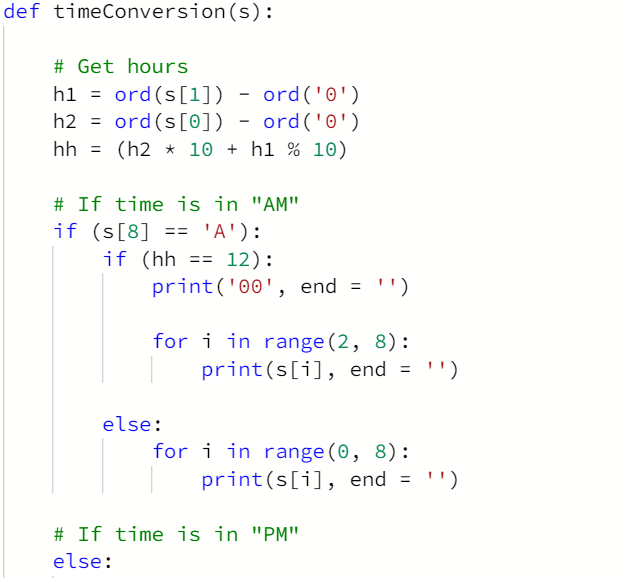 def timeConversion(s):
# Get hours
h1 = ord(s[1]) - ord('0')
h2 = ord(s[0]) - ord('0')
hh = (h2 * 10 + h1 % 10)
# If time is in "AM"
if (s[8] == 'A'):
if (hh == 12):
print('00', end = '')
for i in range(2, 8):
print(s[i], end = '')
else:
for i in range(0, 8):
print(s[i], end = '')
# If time is in "PM"
else: